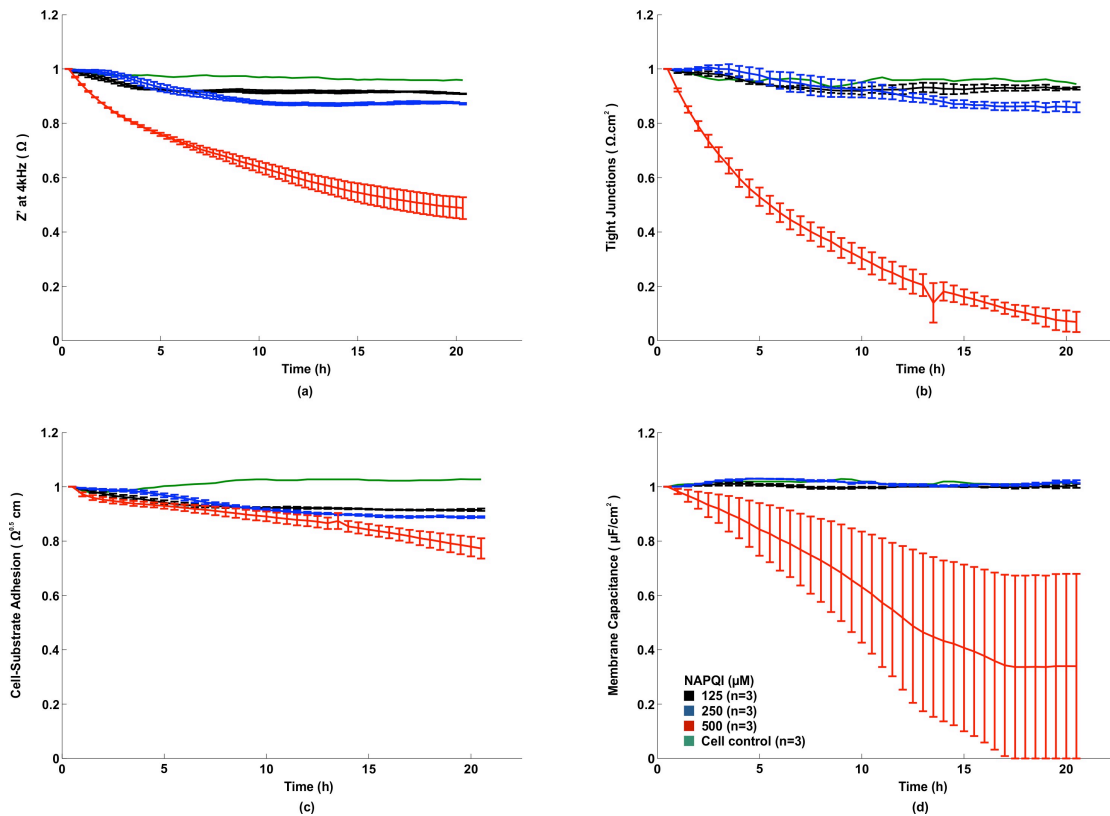 1.2
1
0.8
0.6
0.4
0.2
0
Z' at 4kHz ( Ω )
0 5 10 15 20
Time (h)
(a)
1.2
1
0.8
0.6
0.4
0.2
0
Tight Junctions ( Ω.cm²)
0 5 10 15 20
Time (h)
(b)
1.2
1
0.8
0.6
0.4
0.2
0
Cell-Substrate Adhesion ( Ω⁰·⁵ cm)
0 5 10 15 20
Time (h)
(c)
1.2
1
0.8
0.6
0.4
0.2
0
Membrane Capacitance ( µF/cm²)
NAPQI (µM)
125 (n=3)
250 (n=3)
500 (n=3)
Cell control (n=3)
0 5 10 15 20
Time (h)
(d)